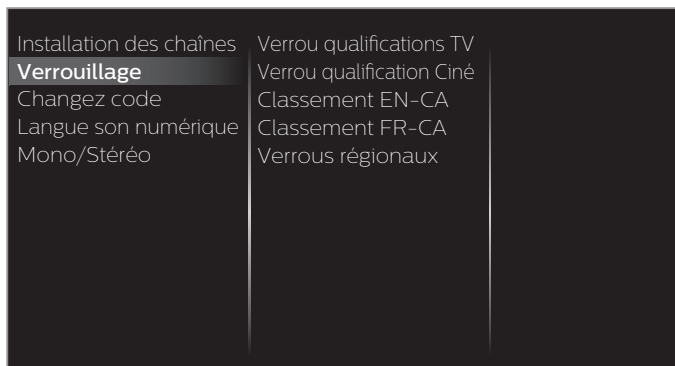 Installation des chaînes
Verrouillage
Changez code
Langue son numérique
Mono/Stéréo
Verrou qualifications TV
Verrou qualification Ciné
Classement EN-CA
Classement FR-CA
Verrous régionaux